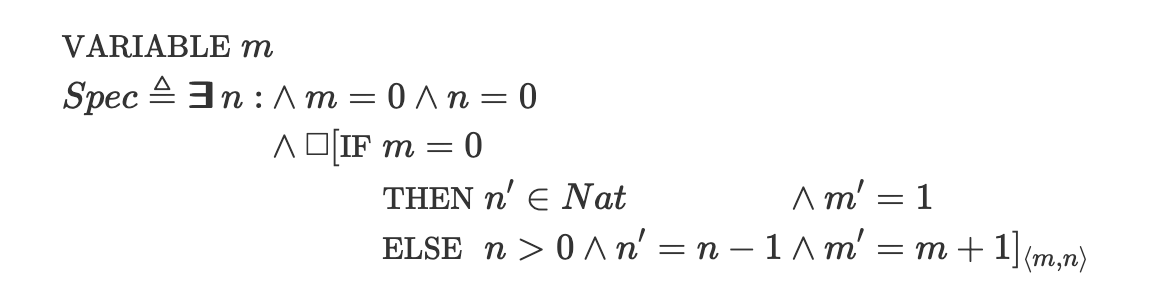 VARIABLE m
Spec ≜ ∃ n : ∧ m = 0 ∧ n = 0
∧ □[IF m = 0
THEN n′ ∈ Nat ∧ m′ = 1
ELSE n > 0 ∧ n′ = n − 1 ∧ m′ = m + 1]⟨m,n⟩